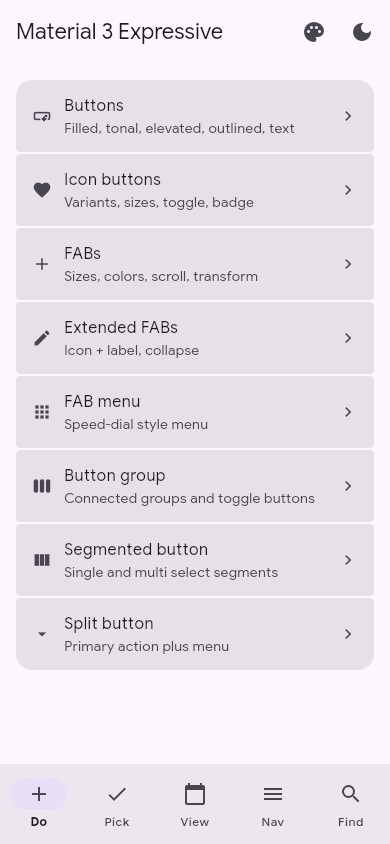 Material 3 Expressive
Buttons
Filled, tonal, elevated, outlined, text
Icon buttons
Variants, sizes, toggle, badge
FABs
Sizes, colors, scroll, transform
Extended FABs
Icon + label, collapse
FAB menu
Speed-dial style menu
Button group
Connected groups and toggle buttons
Segmented button
Single and multi select segments
Split button
Primary action plus menu
Do
Pick
View
Nav
Find